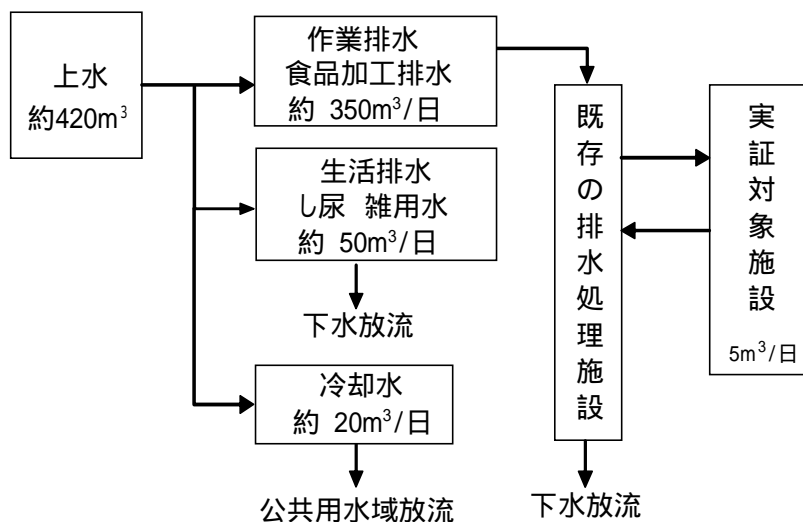 上水
約420m³
作業排水
食品加工排水
約 350m³/日
生活排水
し尿 雑用水
約 50m³/日
下水放流
冷却水
約 20m³/日
公共用水域放流
既存の排水処理施設
下水放流
実証対象施設
5m³/日